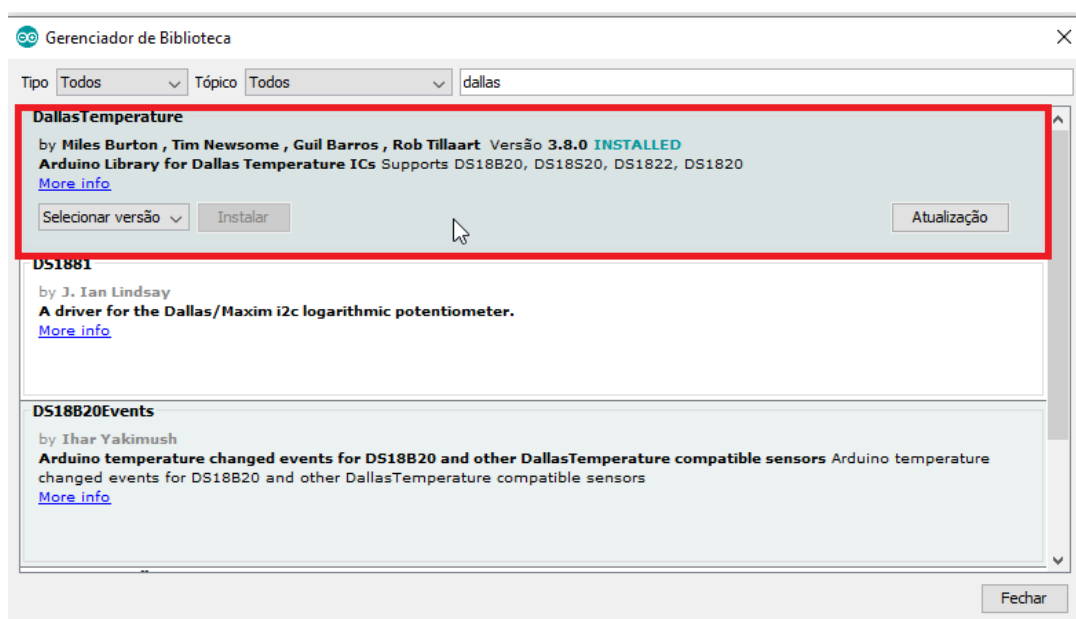 Gerenciador de Biblioteca
Tipo Todos Tópico Todos dallas
DallasTemperature
by Miles Burton , Tim Newsome , Guil Barros , Rob Tillaart Versão 3.8.0 INSTALLED
Arduino Library for Dallas Temperature ICs Supports DS18B20, DS18S20, DS1822, DS1820
More info
Selecionar versão Instalar Atualização
DS1881
by J. Ian Lindsay
A driver for the Dallas/Maxim i2c logarithmic potentiometer.
More info
DS18B20Events
by Ihar Yakimush
Arduino temperature changed events for DS18B20 and other DallasTemperature compatible sensors Arduino temperature
changed events for DS18B20 and other DallasTemperature compatible sensors
More info
Fechar